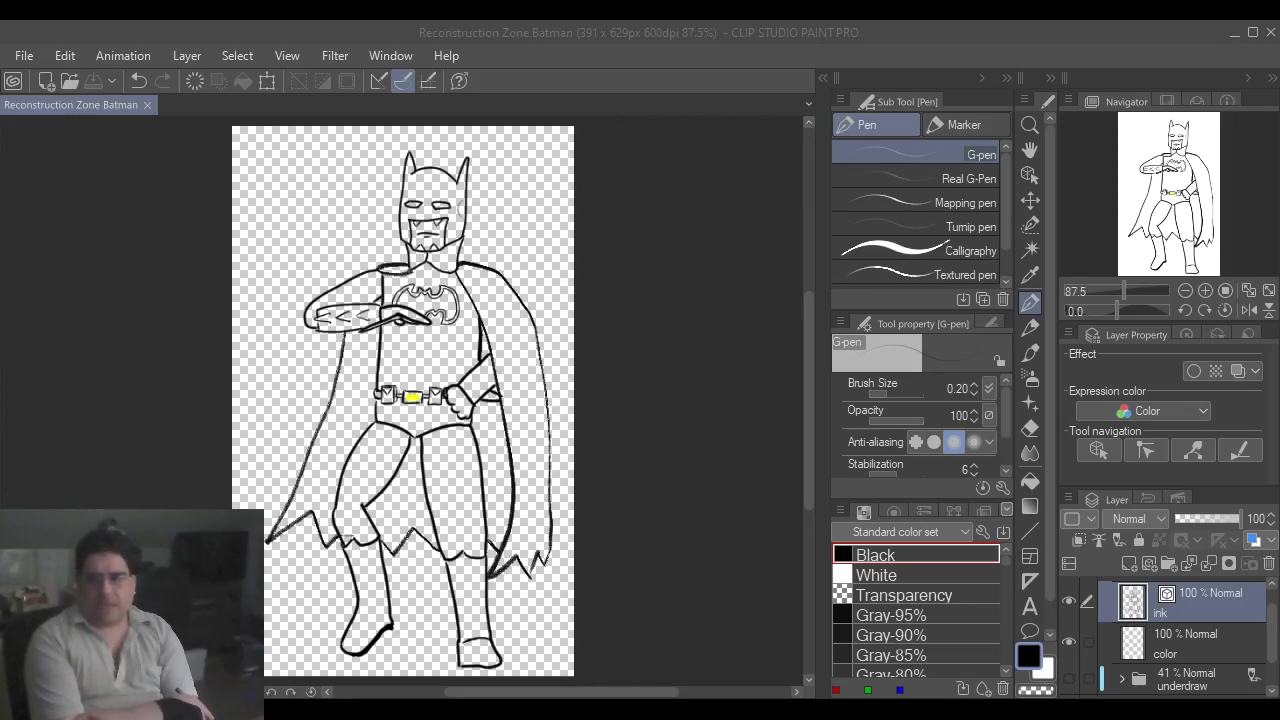 Reconstruction Zone Batman (391 x 629px 600dpi 87.5%) - CLIP STUDIO PAINT PRO
File Edit Animation Layer Select View Filter Window Help
Reconstruction Zone Batman
Sub Tool [Pen]
Navigator
Pen
Marker
G-pen
Real G-Pen
Mapping pen
Turnip pen
Calligraphy
Textured pen
87.5
0.0
Tool property [G-pen]
G-pen
Layer Property
Effect
Brush Size 0.20
Expression color
Opacity 100
Color
Tool navigation
Anti-aliasing
Stabilization 6
Layer
Standard color set
Normal 100
Black
White
Transparency
Gray-95%
Gray-90%
Gray-85%
Gray-80%
100 % Normal
ink
100 % Normal
color
41 % Normal
underdraw